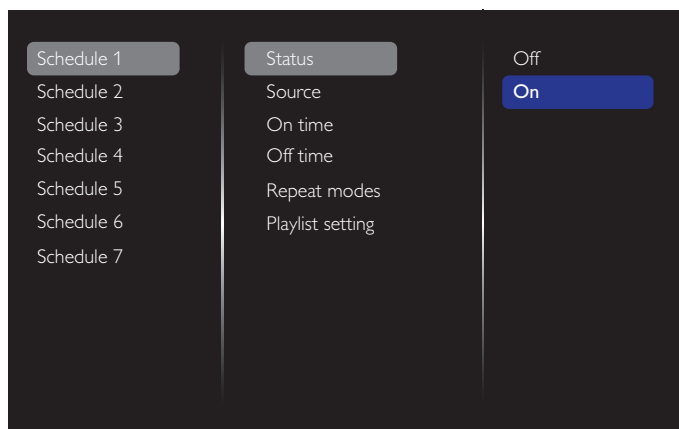 Schedule 1
Schedule 2
Schedule 3
Schedule 4
Schedule 5
Schedule 6
Schedule 7
Status
Source
On time
Off time
Repeat modes
Playlist setting
Off
On